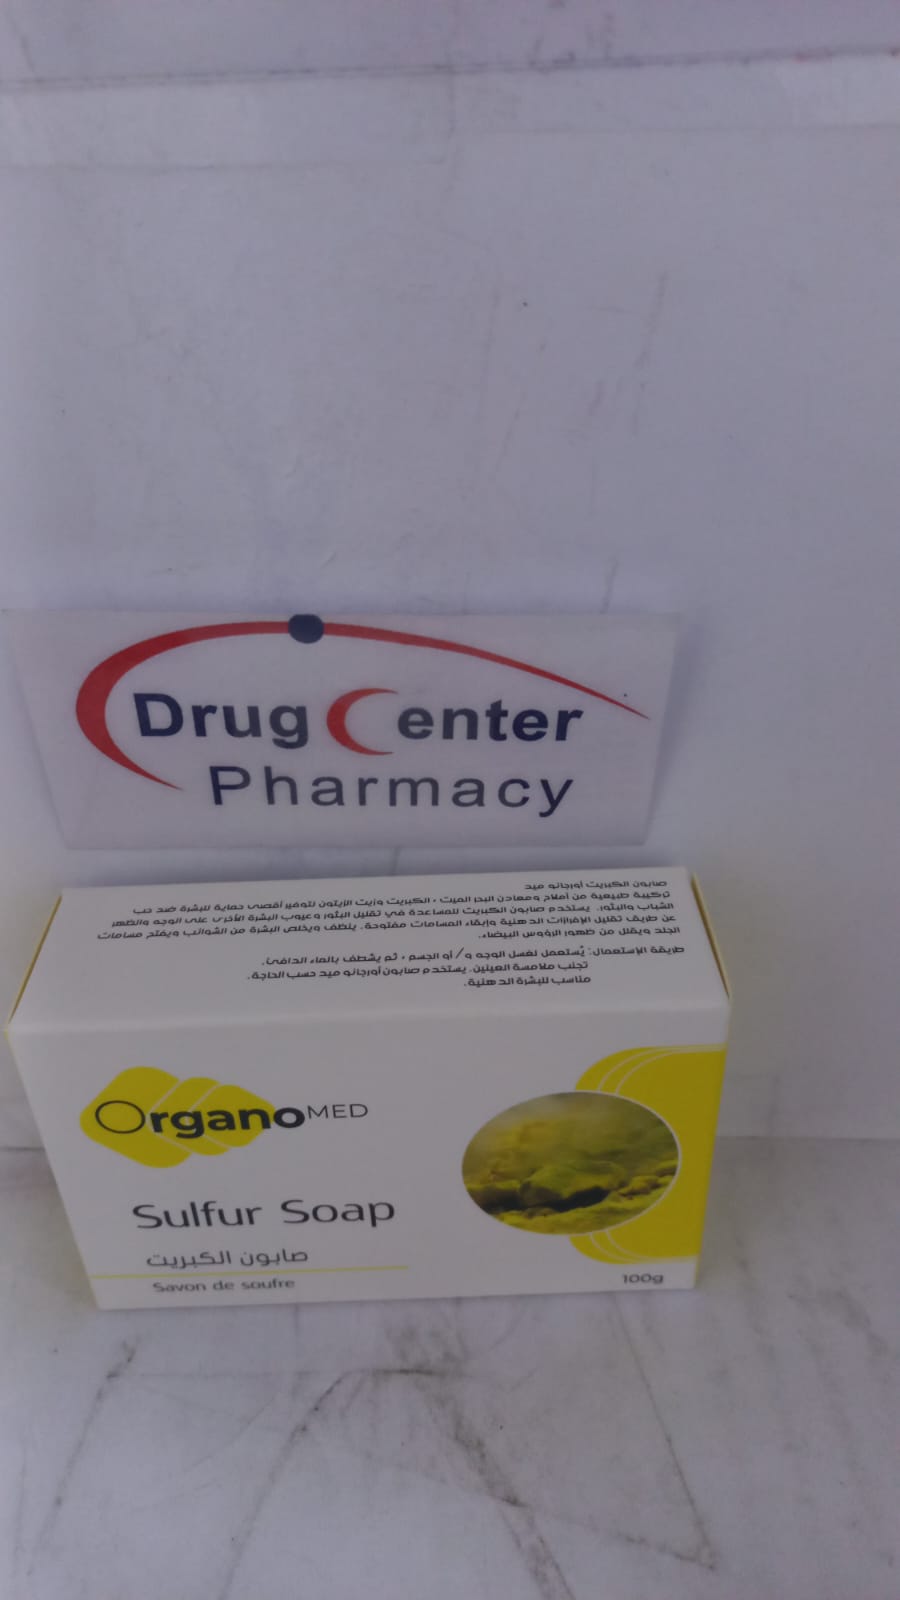 Drug Center
Pharmacy
صابون الكبريت أورجانو ميد
تركيبة طبيعية من أملاح ومعادن البحر الميت ، الكبريت وزيت الزيتون لتوفير أقصى حماية للبشرة ضد حب
الشباب والبثور. يستخدم صابون الكبريت للمساعدة في تقليل البثور وعيوب البشرة الأخرى على الوجه والظهر
عن طريق تقليل الإفرازات الدهنية وإبقاء المسامات مفتوحة. ينظف ويخلص البشرة من الشوائب ويفتح مسامات
الجلد ويقلل من ظهور الرؤوس البيضاء.
طريقة الإستعمال: يُستعمل لغسل الوجه و/ أو الجسم ، ثم يشطف بالماء الدافئ.
تجنب ملامسة العينين. يستخدم صابون أورجانو ميد حسب الحاجة.
مناسب للبشرة الدهنية.
OrganoMED
Sulfur Soap
صابون الكبريت
Savon de soufre
100g